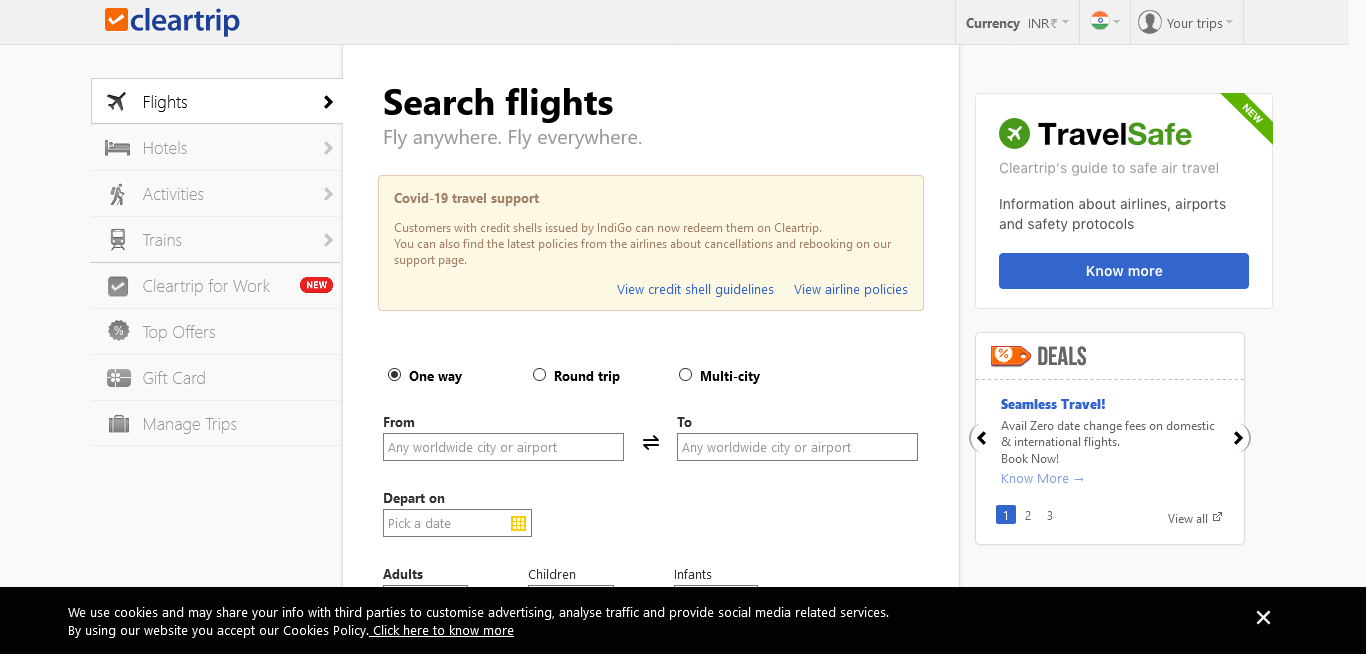 cleartrip
Currency INR₹
Your trips
Flights
Hotels
Activities
Trains
Cleartrip for Work NEW
Top Offers
Gift Card
Manage Trips
Search flights
Fly anywhere. Fly everywhere.
Covid-19 travel support
Customers with credit shells issued by IndiGo can now redeem them on Cleartrip.
You can also find the latest policies from the airlines about cancellations and rebooking on our
support page.
View credit shell guidelines View airline policies
One way Round trip Multi-city
From To
Any worldwide city or airport Any worldwide city or airport
Depart on
Pick a date
Adults Children Infants
NEW
TravelSafe
Cleartrip's guide to safe air travel
Information about airlines, airports
and safety protocols
Know more
% DEALS
Seamless Travel!
Avail Zero date change fees on domestic
& international flights.
Book Now!
Know More →
1 2 3
View all
We use cookies and may share your info with third parties to customise advertising, analyse traffic and provide social media related services.
By using our website you accept our Cookies Policy. Click here to know more